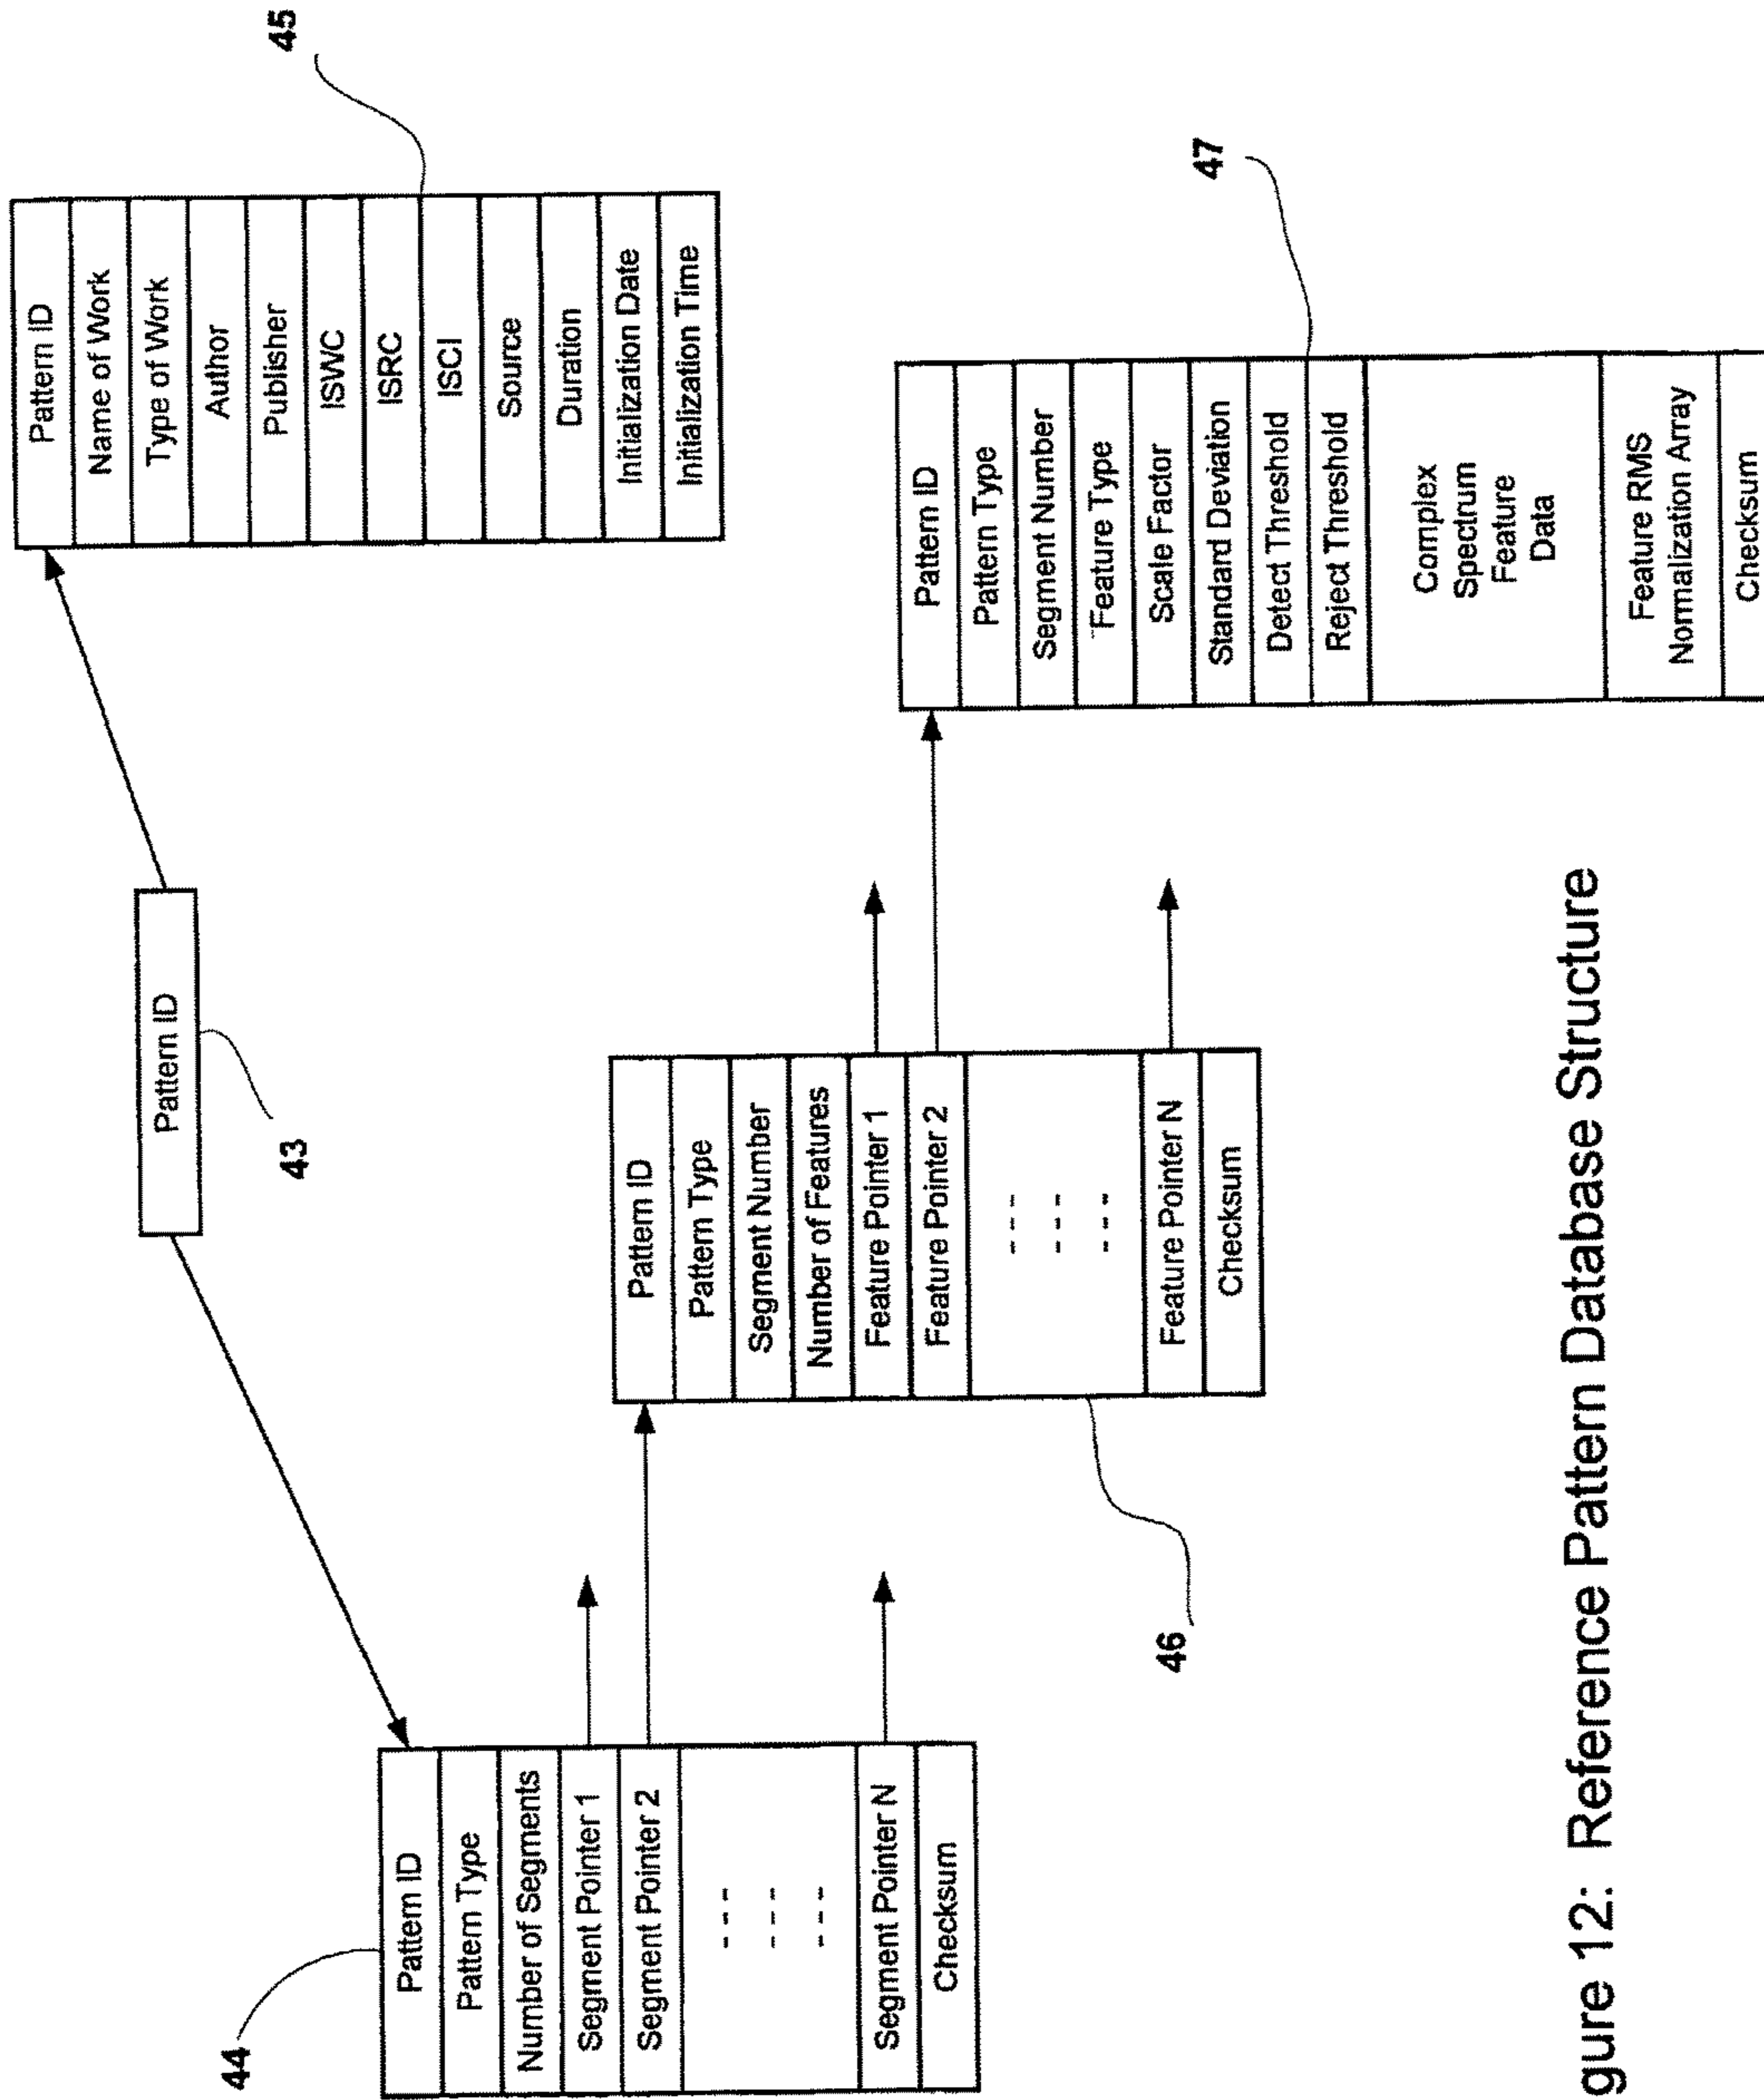 43
Pattern ID
45
Pattern ID
Name of Work
Type of Work
Author
Publisher
ISWC
ISRC
ISCI
Source
Duration
Initialization Date
Initialization Time
44
Pattern ID
Pattern Type
Number of Segments
Segment Pointer 1
Segment Pointer 2
- - -
- - -
- - -
Segment Pointer N
Checksum
46
Pattern ID
Pattern Type
Segment Number
Number of Features
Feature Pointer 1
Feature Pointer 2
- - -
- - -
- - -
Feature Pointer N
Checksum
47
Pattern ID
Pattern Type
Segment Number
Feature Type
Scale Factor
Standard Deviation
Detect Threshold
Reject Threshold
Complex
Spectrum
Feature
Data
Feature RMS
Normalization Array
Checksum
gure 12: Reference Pattern Database Structure